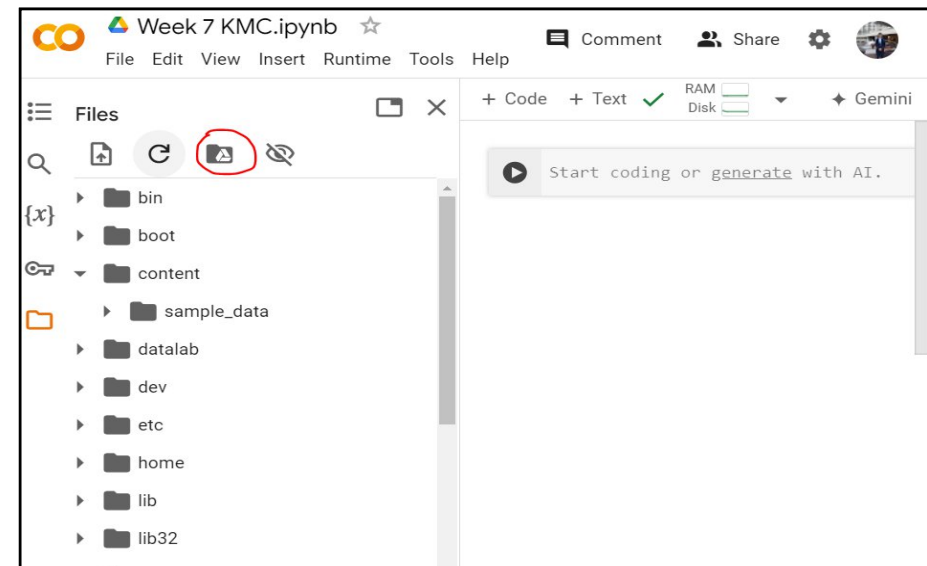 Week 7 KMC.ipynb
File Edit View Insert Runtime Tools Help
Comment
Share
Files
+ Code + Text
RAM
Disk
Gemini
{x}
Start coding or generate with AI.
bin
boot
content
sample_data
datalab
dev
etc
home
lib
lib32